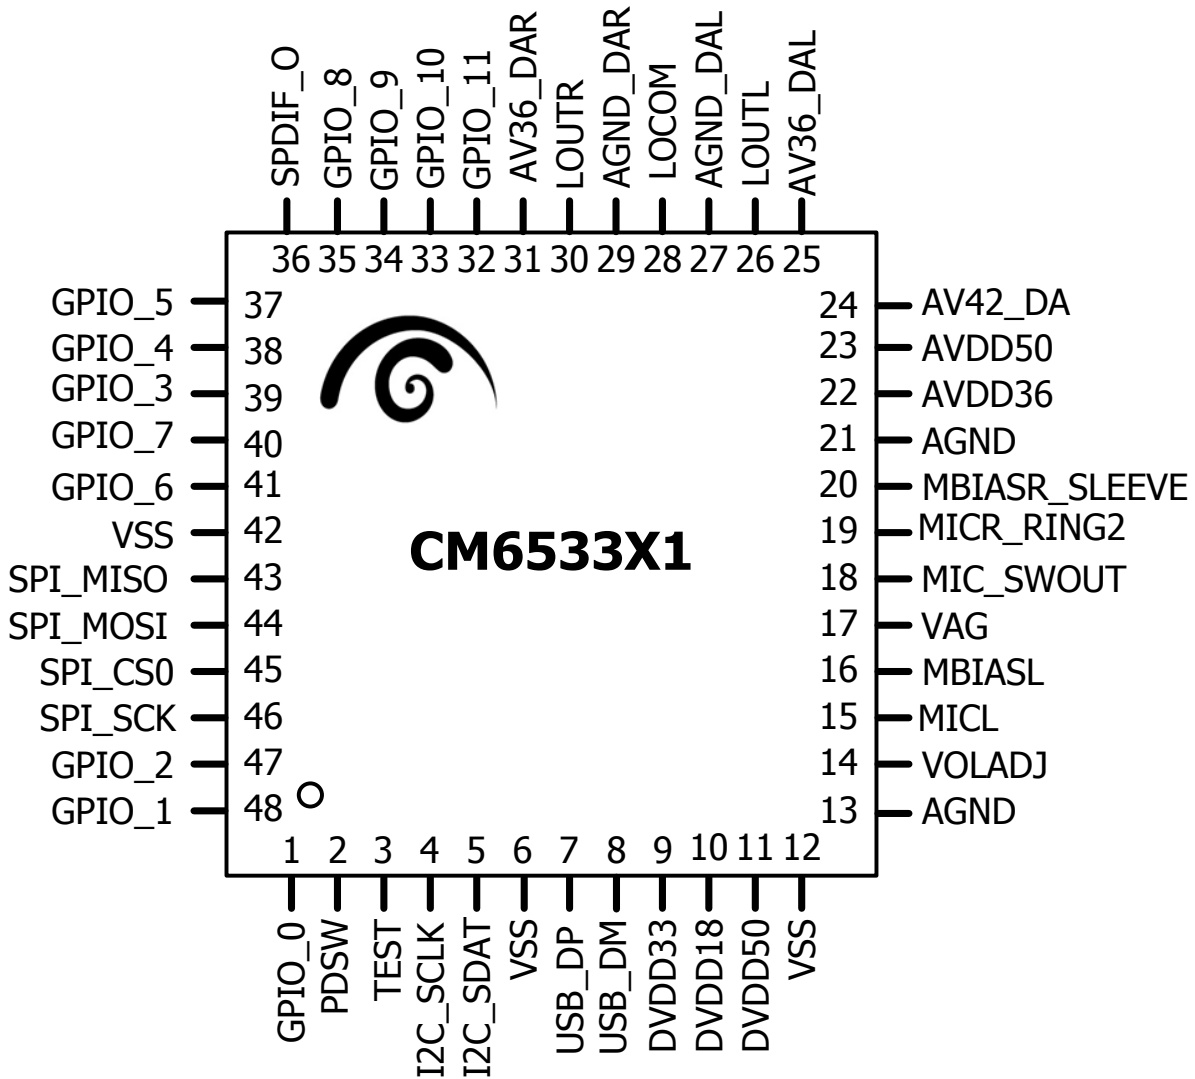 SPDIF_O
GPIO_8
GPIO_9
GPIO_10
GPIO_11
AV36_DAR
LOUTR
AGND_DAR
LOCOM
AGND_DAL
LOUTL
AV36_DAL
36 35 34 33 32 31 30 29 28 27 26 25
GPIO_5 37
GPIO_4 38
GPIO_3 39
GPIO_7 40
GPIO_6 41
VSS 42
SPI_MISO 43
SPI_MOSI 44
SPI_CS0 45
SPI_SCK 46
GPIO_2 47
GPIO_1 48
CM6533X1
24 AV42_DA
23 AVDD50
22 AVDD36
21 AGND
20 MBIASR_SLEEVE
19 MICR_RING2
18 MIC_SWOUT
17 VAG
16 MBIASL
15 MICL
14 VOLADJ
13 AGND
1 2 3 4 5 6 7 8 9 10 11 12
GPIO_0
PDSW
TEST
I2C_SCLK
I2C_SDAT
VSS
USB_DP
USB_DM
DVDD33
DVDD18
DVDD50
VSS